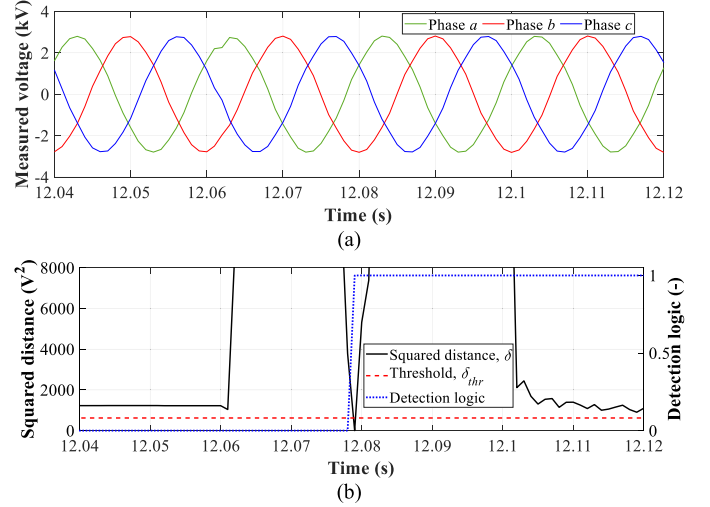 4
2
0
-2
-4
Measured voltage (kV)
Phase a
Phase b
Phase c
12.04 12.05 12.06 12.07 12.08 12.09 12.1 12.11 12.12
Time (s)
(a)
8000
6000
4000
2000
0
Squared distance (V²)
1
0.5
0
Detection logic (-)
Squared distance, δ
Threshold, δthr
Detection logic
12.04 12.05 12.06 12.07 12.08 12.09 12.1 12.11 12.12
Time (s)
(b)